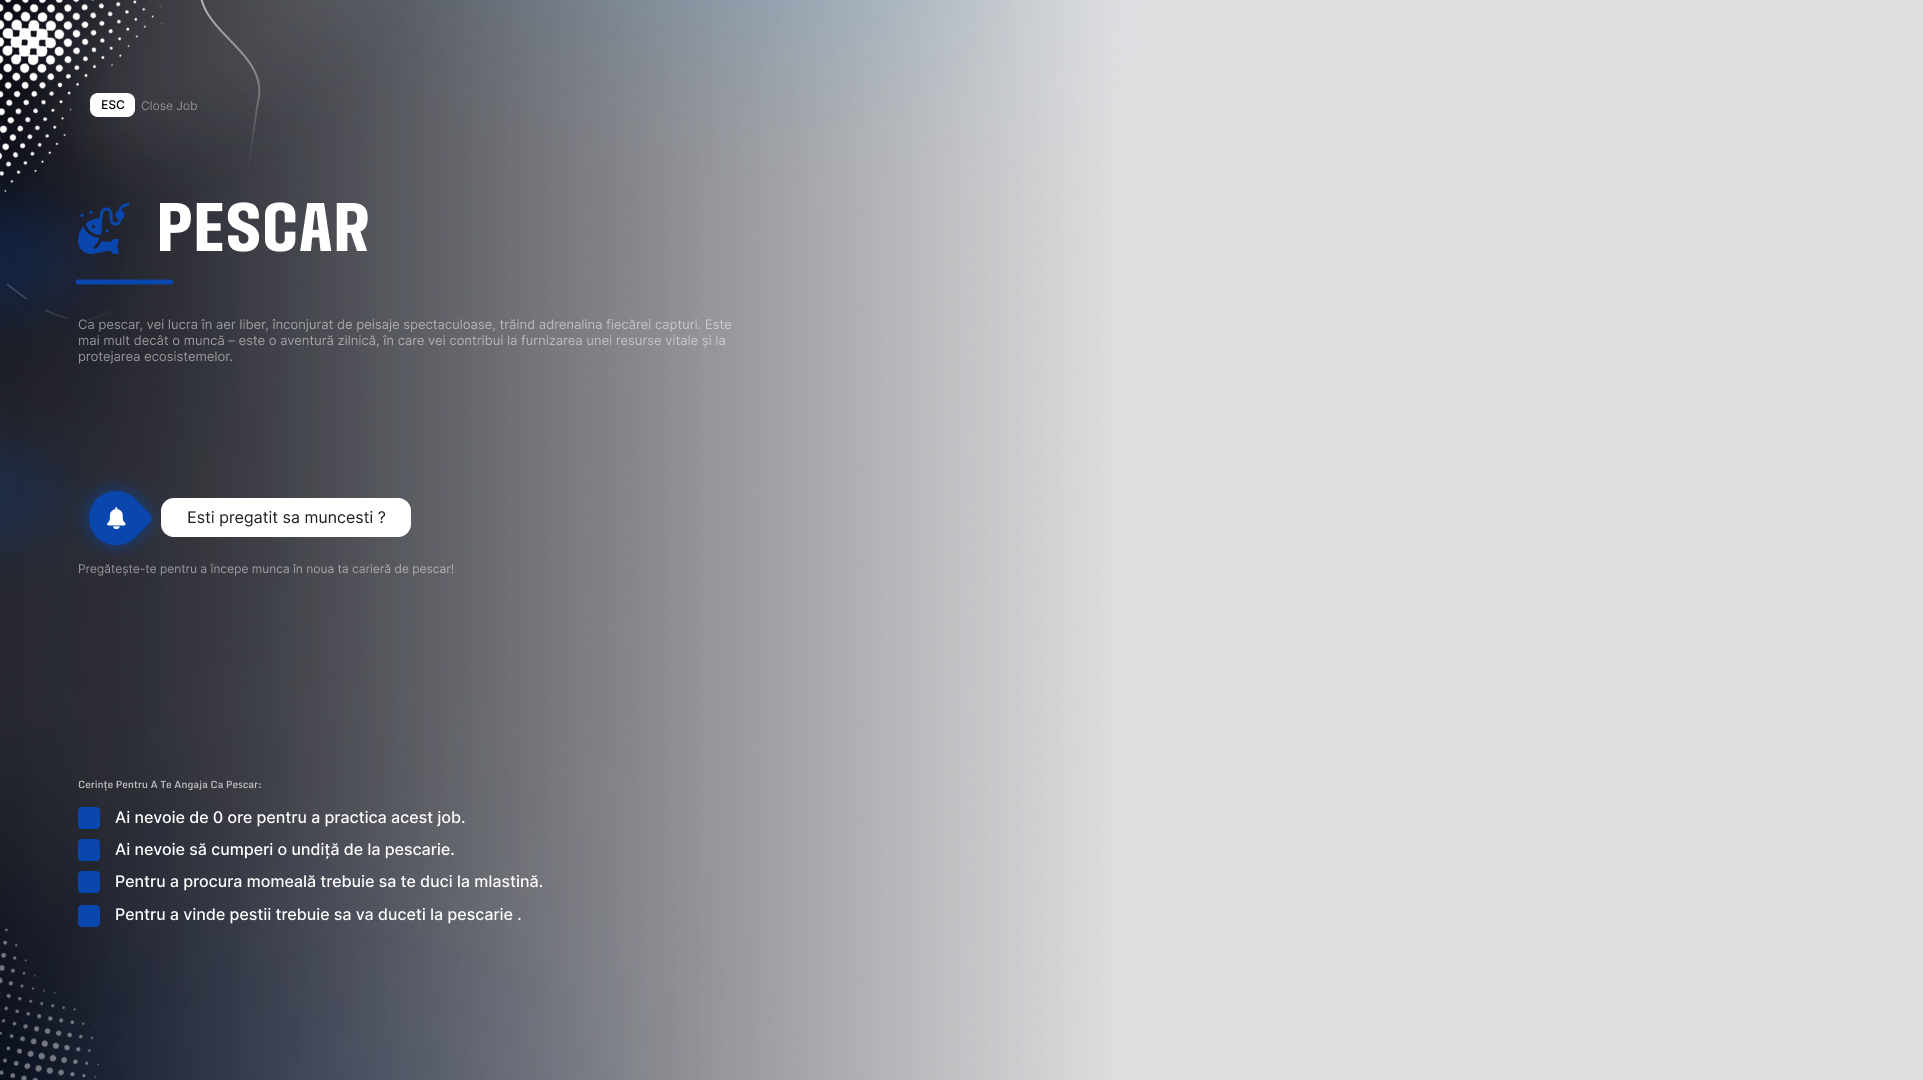 ESC Close Job
PESCAR
Ca pescar, vei lucra în aer liber, înconjurat de peisaje spectaculoase, trăind adrenalina fiecărei capturi. Este
mai mult decât o muncă – este o aventură zilnică, în care vei contribui la furnizarea unei resurse vitale și la
protejarea ecosistemelor.
Esti pregatit sa muncesti ?
Pregătește-te pentru a începe munca în noua ta carieră de pescar!
Cerințe Pentru A Te Angaja Ca Pescar:
Ai nevoie de 0 ore pentru a practica acest job.
Ai nevoie să cumperi o undiță de la pescarie.
Pentru a procura momeală trebuie sa te duci la mlastină.
Pentru a vinde pestii trebuie sa va duceti la pescarie .